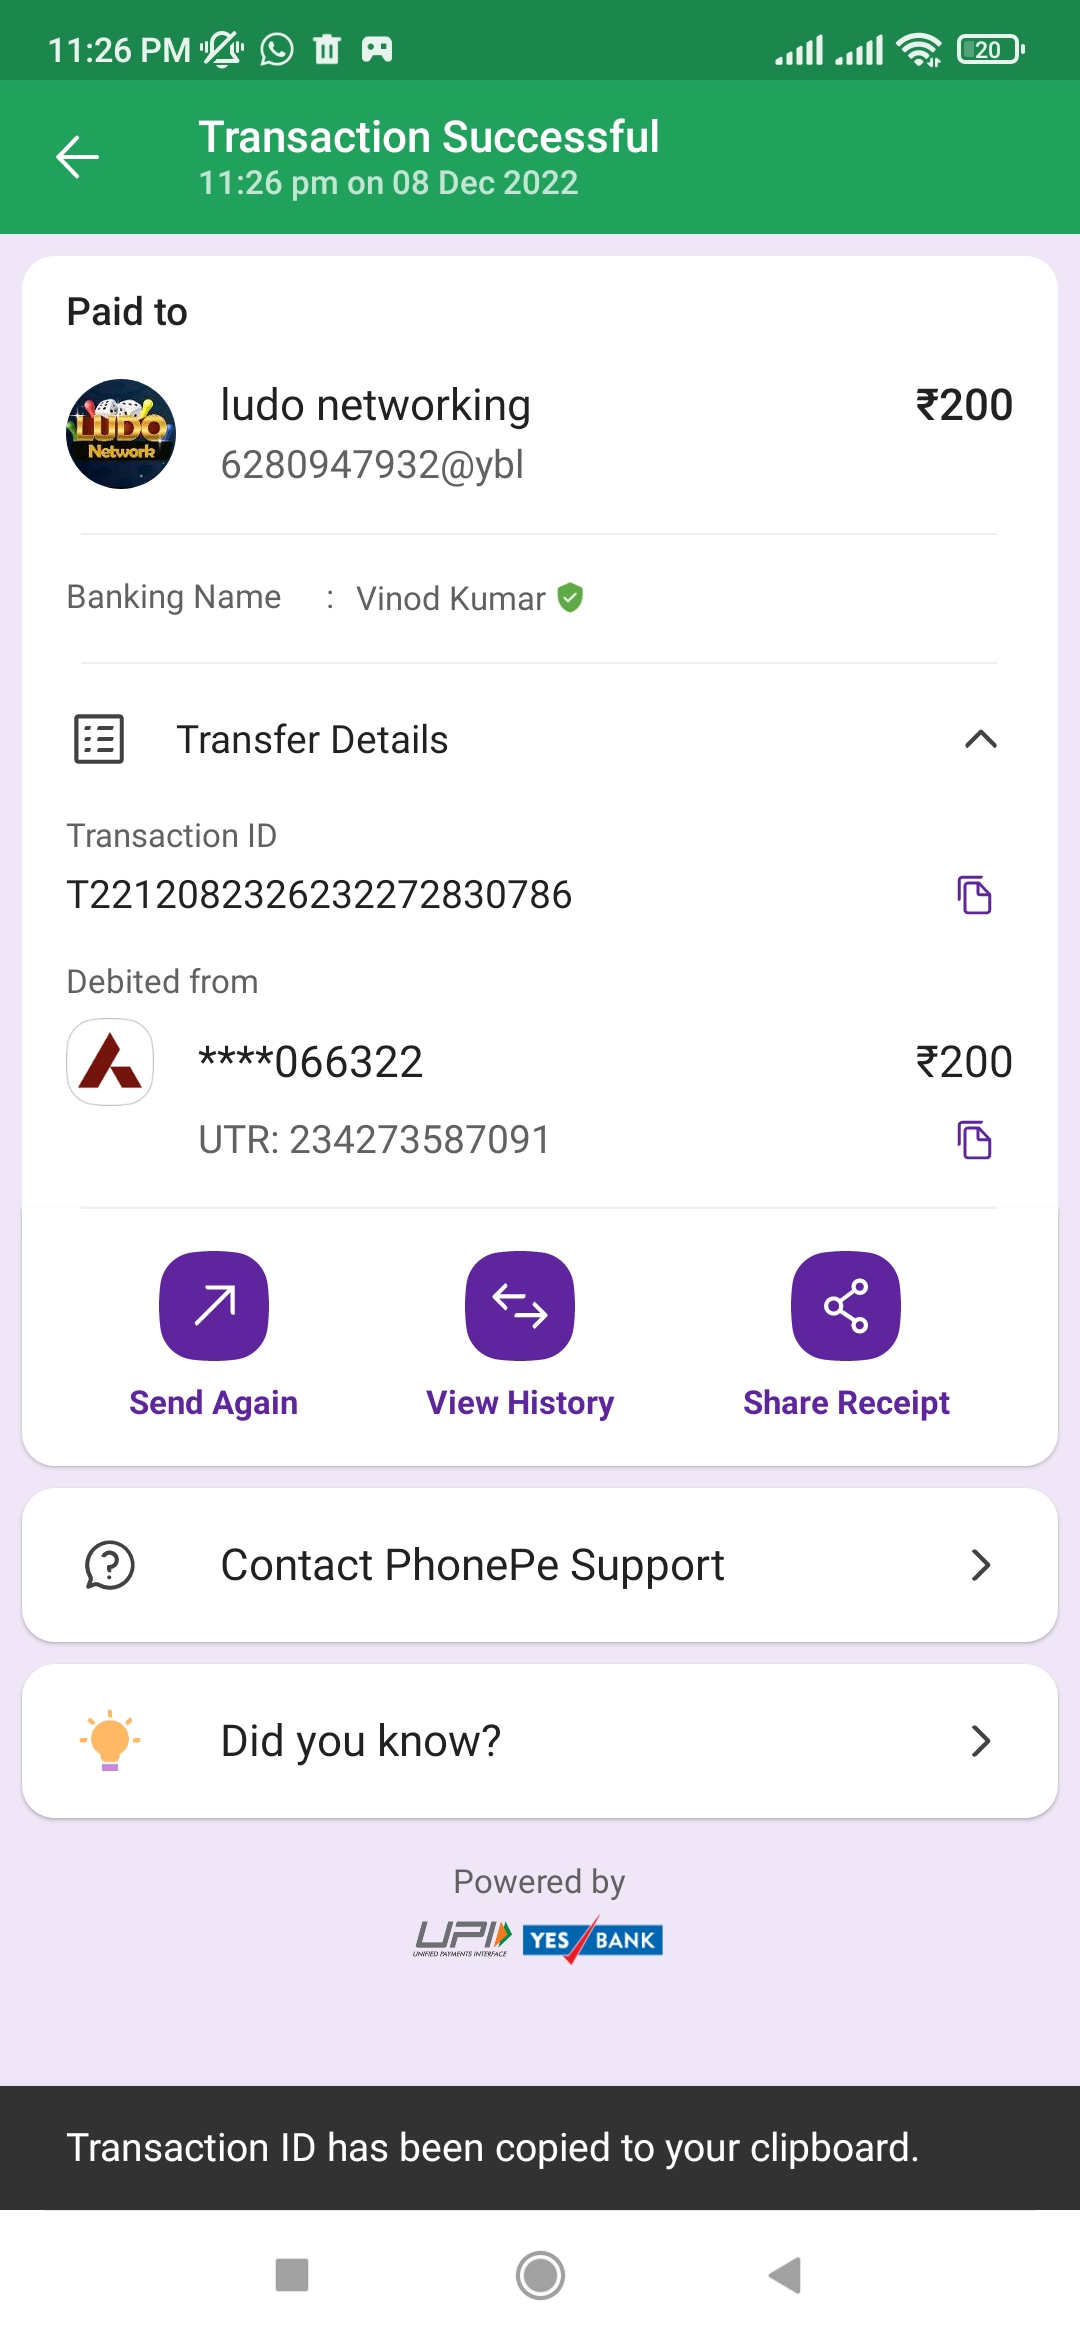 11:26 PM
20
Transaction Successful
11:26 pm on 08 Dec 2022
Paid to
LUDO
Network
ludo networking
₹200
6280947932@ybl
Banking Name : Vinod Kumar
Transfer Details
Transaction ID
T2212082326232272830786
Debited from
****066322
₹200
UTR: 234273587091
Send Again
View History
Share Receipt
Contact PhonePe Support
Did you know?
Powered by
UPI
UNIFIED PAYMENTS INTERFACE
YES BANK
Transaction ID has been copied to your clipboard.